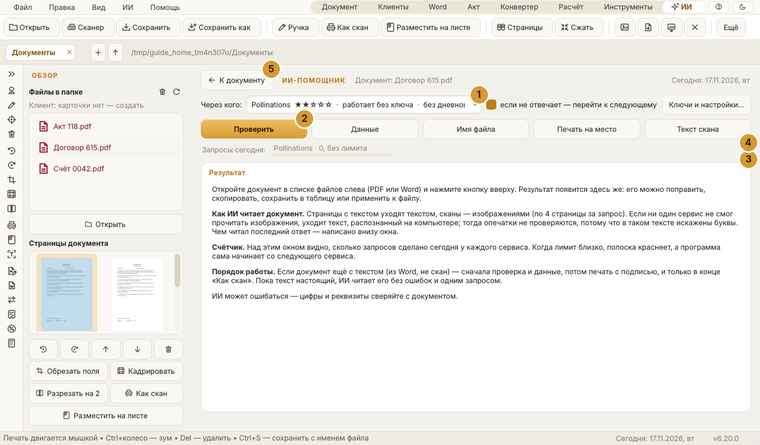 Файл Правка Вид ИИ Помощь Документ Клиенты Word Акт Конвертер Расчёт Инструменты ИИ
Открыть Сканер Сохранить Сохранить как Ручка Как скан Разместить на листе Страницы Сжать Ещё
Документы × + /tmp/guide_home_tm4n307o/Документы
ОБЗОР
Файлы в папке
Клиент: карточки нет — создать
Акт 118.pdf
Договор 615.pdf
Счёт 0042.pdf
Открыть
Страницы документа
Обрезать поля Кадрировать
Разрезать на 2 Как скан
Разместить на листе
5
← К документу ИИ-ПОМОЩНИК Документ: Договор 615.pdf Сегодня: 17.11.2026, вт
1
Через кого: Pollinations ★★☆☆☆ · работает без ключа · без дневног если не отвечает — перейти к следующему Ключи и настройки...
2
Проверить Данные Имя файла Печать на место Текст скана
4
Запросы сегодня: Pollinations · 0, без лимита
3
Результат
Откройте документ в списке файлов слева (PDF или Word) и нажмите кнопку вверху. Результат появится здесь же: его можно поправить,
скопировать, сохранить в таблицу или применить к файлу.
Как ИИ читает документ. Страницы с текстом уходят текстом, сканы — изображениями (по 4 страницы за запрос). Если ни один сервис не смог
прочитать изображения, уходит текст, распознанный на компьютере; тогда опечатки не проверяются, потому что в таком тексте искажены буквы.
Чем читал последний ответ — написано внизу окна.
Счётчик. Над этим окном видно, сколько запросов сделано сегодня у каждого сервиса. Когда лимит близко, полоска краснеет, а программа
сама начинает со следующего сервиса.
Порядок работы. Если документ ещё с текстом (из Word, не скан) — сначала проверка и данные, потом печать с подписью, и только в конце
«Как скан». Пока текст настоящий, ИИ читает его без ошибок и одним запросом.
ИИ может ошибаться — цифры и реквизиты сверяйте с документом.
Печать двигается мышкой • Ctrl+колесо — зум • Del — удалить • Ctrl+S — сохранить с именем файла Сегодня: 17.11.2026, вт v6.20.0